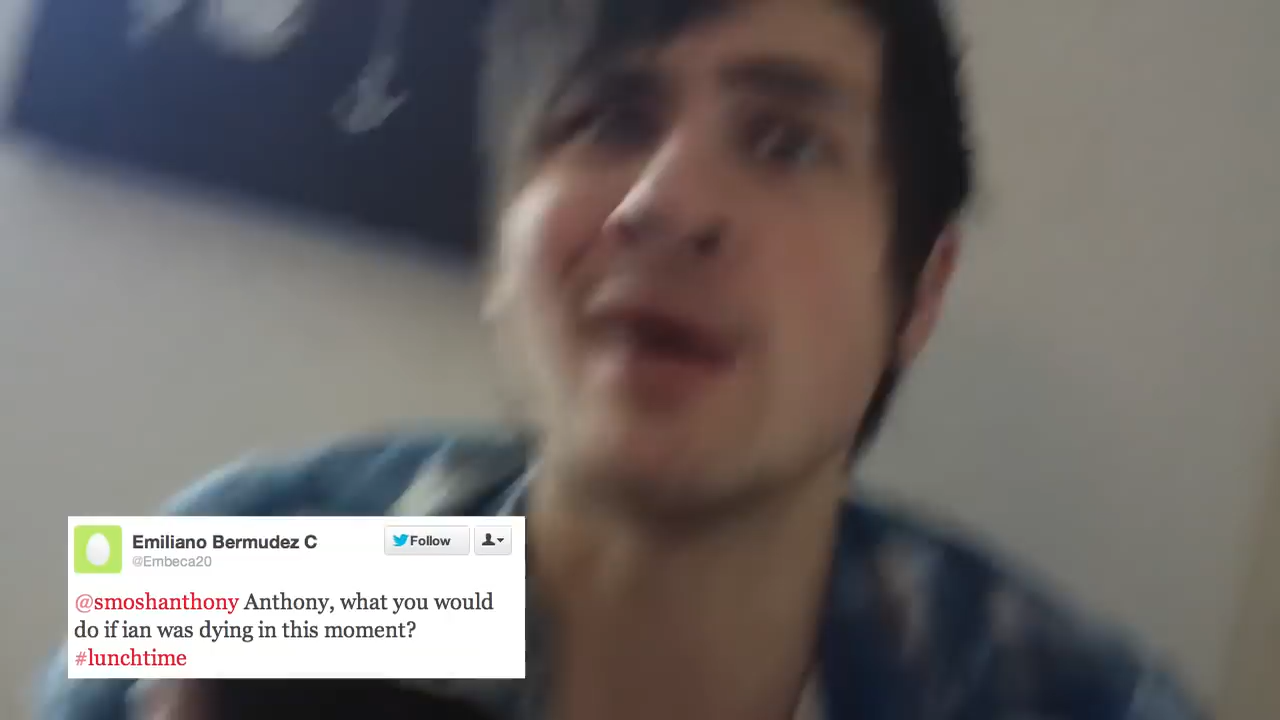 Emiliano Bermudez C
@Embeca20
Follow
@smoshanthony Anthony, what you would
do if ian was dying in this moment?
#lunchtime